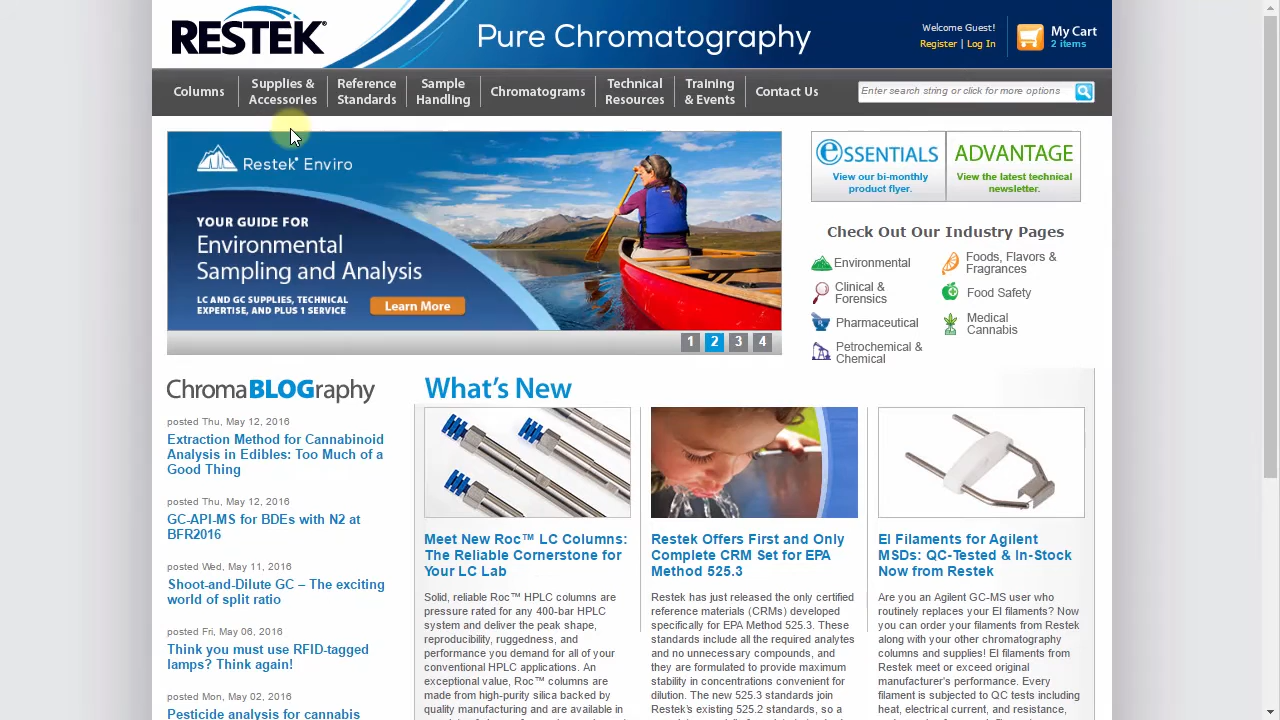 RESTEK®
Pure Chromatography
Welcome Guest!
Register | Log In
My Cart
2 items
Columns
Supplies &
Accessories
Reference
Standards
Sample
Handling
Chromatograms
Technical
Resources
Training
& Events
Contact Us
Enter search string or click for more options
Restek® Enviro
YOUR GUIDE FOR
Environmental
Sampling and Analysis
LC AND GC SUPPLIES, TECHNICAL
EXPERTISE, AND PLUS 1 SERVICE
Learn More
1 2 3 4
eSSENTIALS
View our bi-monthly
product flyer.
ADVANTAGE
View the latest technical
newsletter.
Check Out Our Industry Pages
Environmental
Foods, Flavors &
Fragrances
Clinical &
Forensics
Food Safety
Pharmaceutical
Medical
Cannabis
Petrochemical &
Chemical
ChromaBLOGraphy
posted Thu, May 12, 2016
Extraction Method for Cannabinoid
Analysis in Edibles: Too Much of a
Good Thing
posted Thu, May 12, 2016
GC-API-MS for BDEs with N2 at
BFR2016
posted Wed, May 11, 2016
Shoot-and-Dilute GC – The exciting
world of split ratio
posted Fri, May 06, 2016
Think you must use RFID-tagged
lamps? Think again!
posted Mon, May 02, 2016
Pesticide analysis for cannabis
What's New
Meet New Roc™ LC Columns:
The Reliable Cornerstone for
Your LC Lab
Solid, reliable Roc™ HPLC columns are
pressure rated for any 400-bar HPLC
system and deliver the peak shape,
reproducibility, ruggedness, and
performance you demand for all of your
conventional HPLC applications. An
exceptional value, Roc™ columns are
made from high-purity silica backed by
quality manufacturing and are available in
Restek Offers First and Only
Complete CRM Set for EPA
Method 525.3
Restek has just released the only certified
reference materials (CRMs) developed
specifically for EPA Method 525.3. These
standards include all the required analytes
and no unnecessary compounds, and
they are formulated to provide maximum
stability in concentrations convenient for
dilution. The new 525.3 standards join
Restek's existing 525.2 standards, so a
EI Filaments for Agilent
MSDs: QC-Tested & In-Stock
Now from Restek
Are you an Agilent GC-MS user who
routinely replaces your EI filaments? Now
you can order your filaments from Restek
along with your other chromatography
columns and supplies! EI filaments from
Restek meet or exceed original
manufacturer's performance. Every
filament is subjected to QC tests including
heat, electrical current, and resistance,